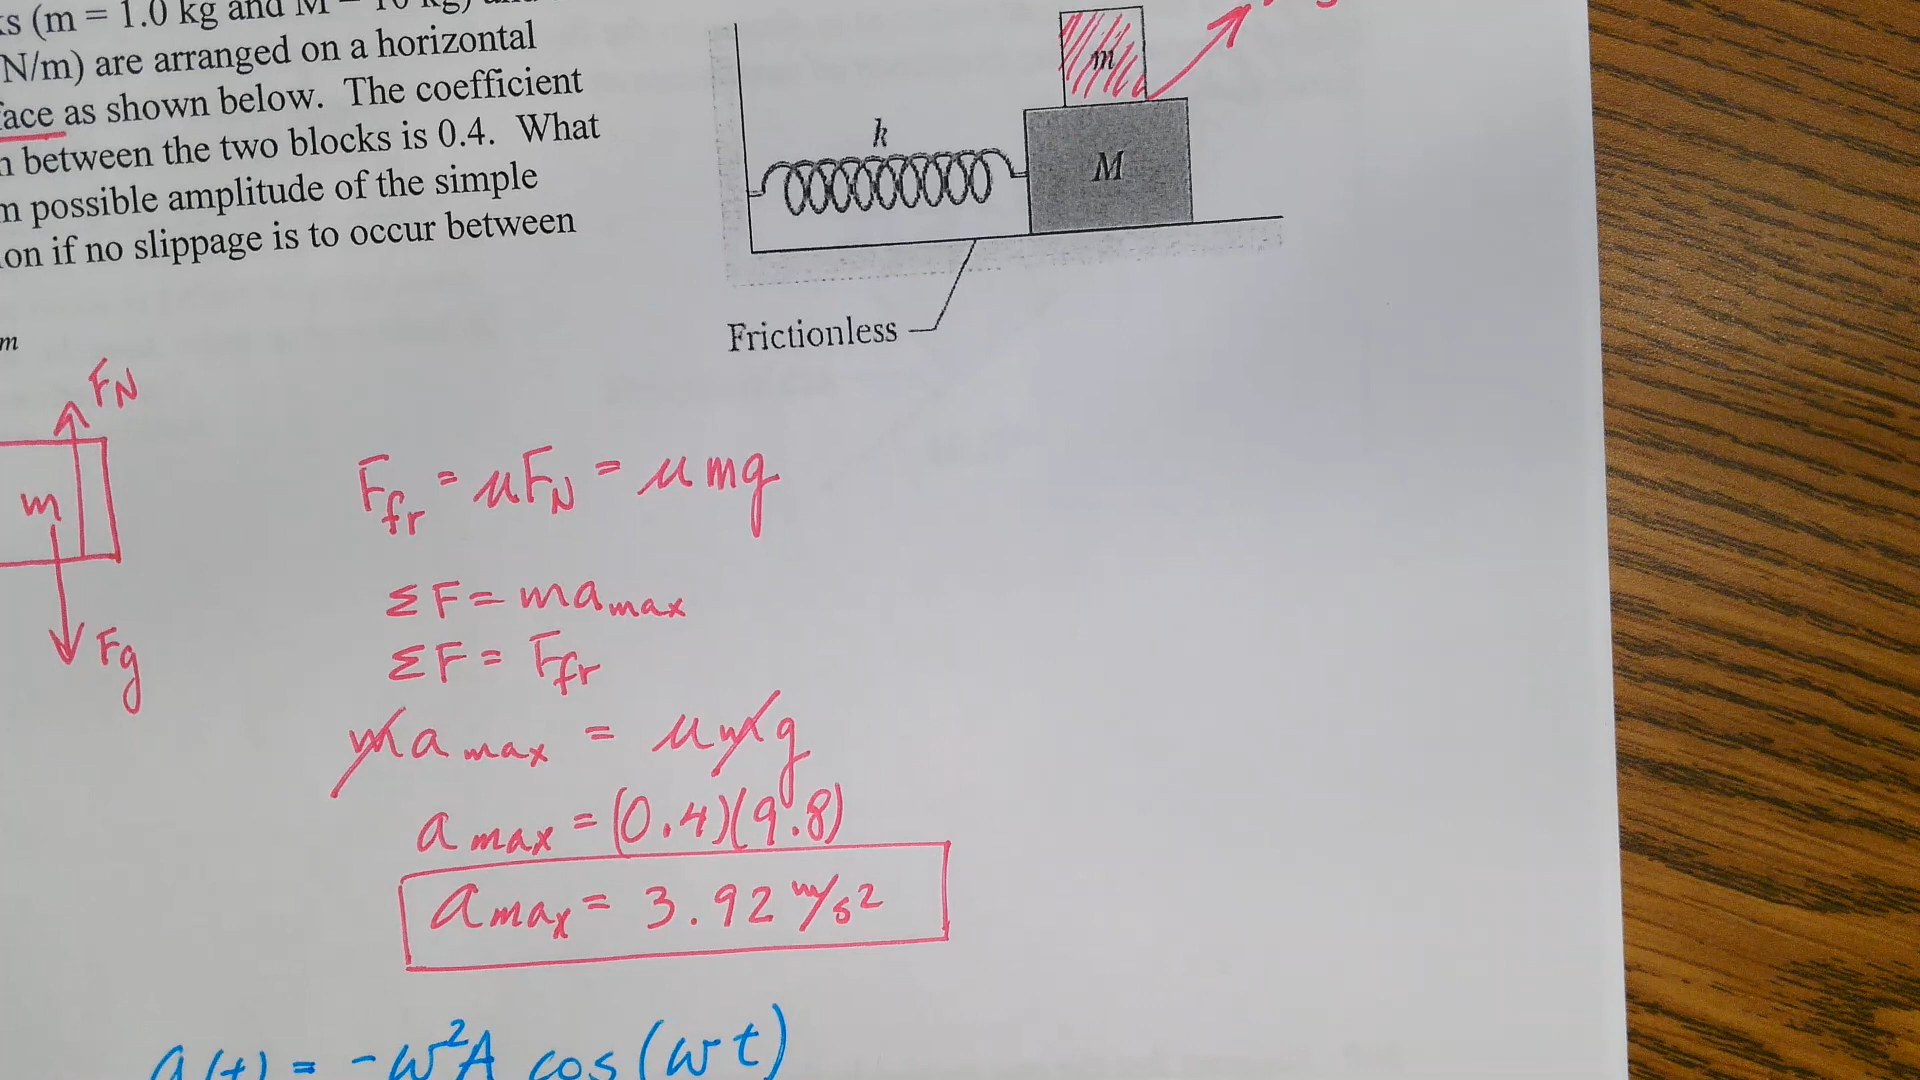 (m = 1.0 kg and M = 10 kg)
N/m) are arranged on a horizontal
as shown below. The coefficient
between the two blocks is 0.4. What
possible amplitude of the simple
if no slippage is to occur between
m
k
M
Frictionless
m
FN
m
Fg
Ffr = μFN = μmg
ΣF = mamax
ΣF = Ffr
mamax = μmg
amax = (0.4)(9.8)
amax = 3.92 m/s2
a(t) = -ω²A cos(ωt)